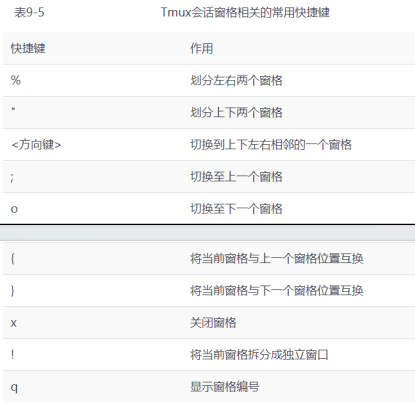 表9-5 Tmux会话窗格相关的常用快捷键
快捷键 作用
% 划分左右两个窗格
" 划分上下两个窗格
<方向键> 切换到上下左右相邻的一个窗格
; 切换至上一个窗格
o 切换至下一个窗格
{ 将当前窗格与上一个窗格位置互换
} 将当前窗格与下一个窗格位置互换
x 关闭窗格
! 将当前窗格拆分成独立窗口
q 显示窗格编号